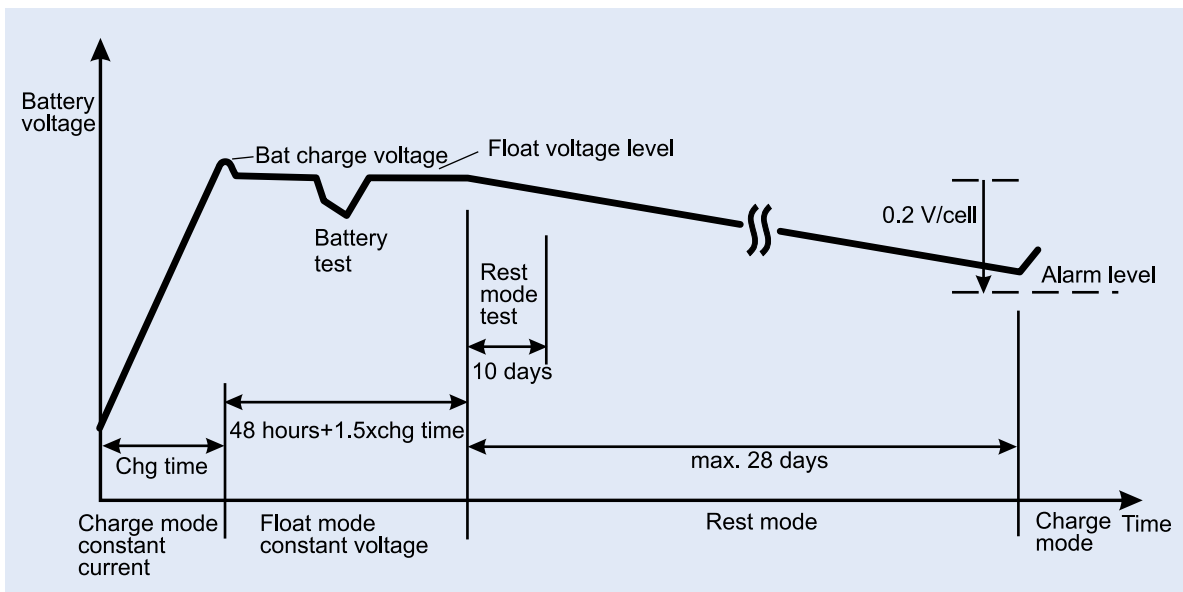 Battery
voltage
Bat charge voltage
Float voltage level
Battery
test
Rest
mode
test
10 days
0.2 V/cell
Alarm level
48 hours+1.5xchg time
Chg time
max. 28 days
Charge mode
constant
current
Float mode
constant voltage
Rest mode
Charge
mode
Time